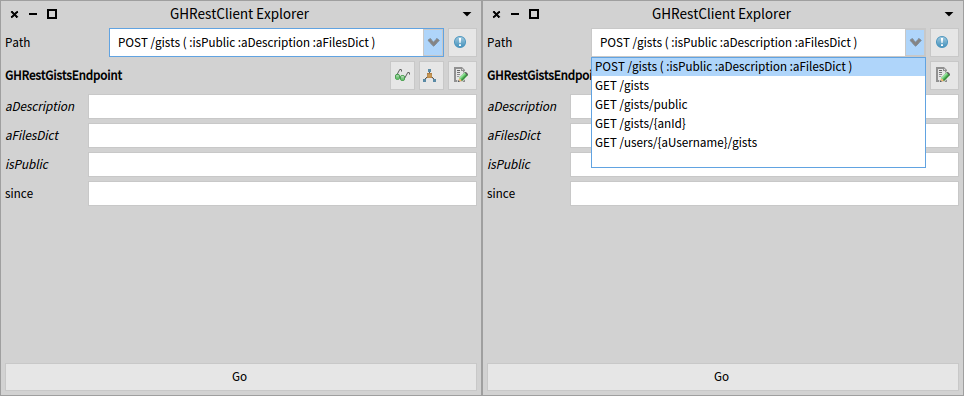 GHRestClient Explorer
Path
POST /gists ( :isPublic :aDescription :aFilesDict )
GHRestGistsEndpoint
aDescription
aFilesDict
isPublic
since
Go
GHRestClient Explorer
Path
POST /gists ( :isPublic :aDescription :aFilesDict )
POST /gists ( :isPublic :aDescription :aFilesDict )
GHRestGistsEndpoi
GET /gists
GET /gists/public
aDescription
GET /gists/{anId}
aFilesDict
GET /users/{aUsername}/gists
isPublic
since
Go